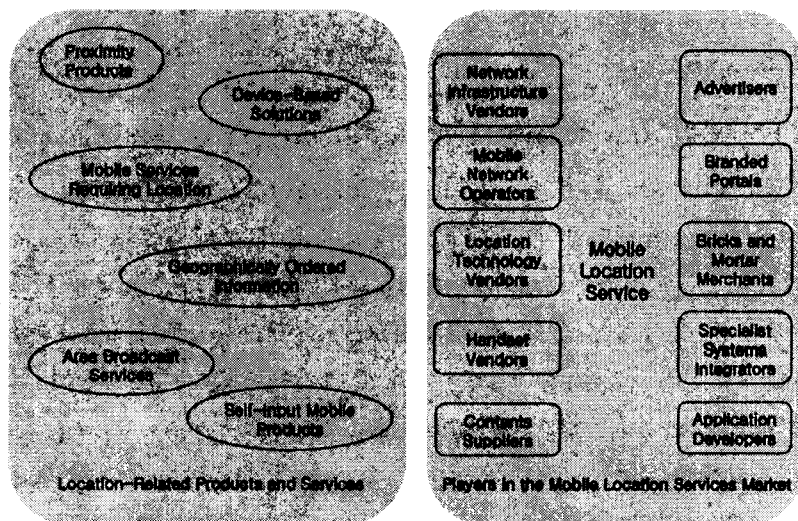 Proximity
Products
Device-Based
Solutions
Mobile Services
Requiring Location
Geographically Ordered
Information
Area Broadcast
Services
Self-Input Mobile
Products
Location-Related Products and Services
Network
Infrastructure
Vendors
Mobile
Network
Operators
Location
Technology
Vendors
Handset
Vendors
Contents
Suppliers
Mobile
Location
Service
Advertisers
Branded
Portals
Bricks and
Mortar
Merchants
Specialist
Systems
Integrators
Application
Developers
Players in the Mobile Location Services Market